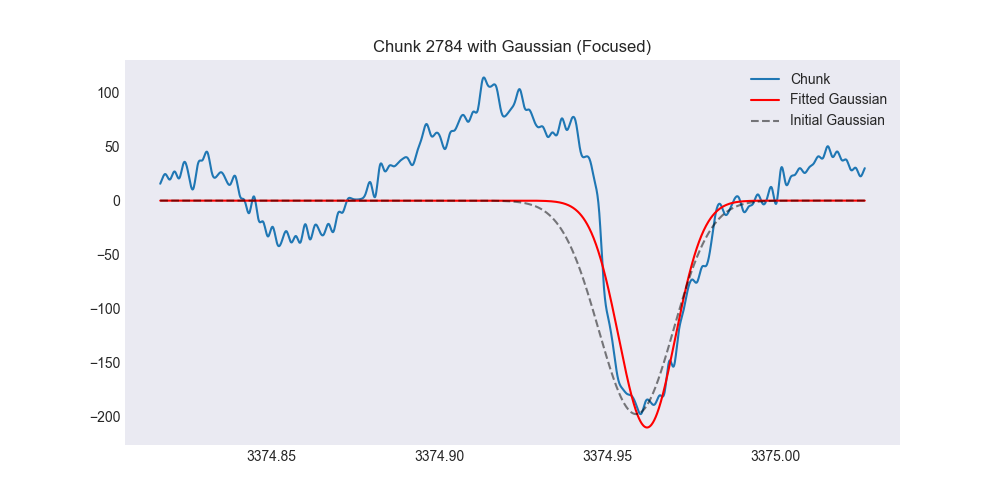 Chunk 2784 with Gaussian (Focused)
Chunk
Fitted Gaussian
Initial Gaussian
100
50
0
−50
−100
−150
−200
3374.85
3374.90
3374.95
3375.00